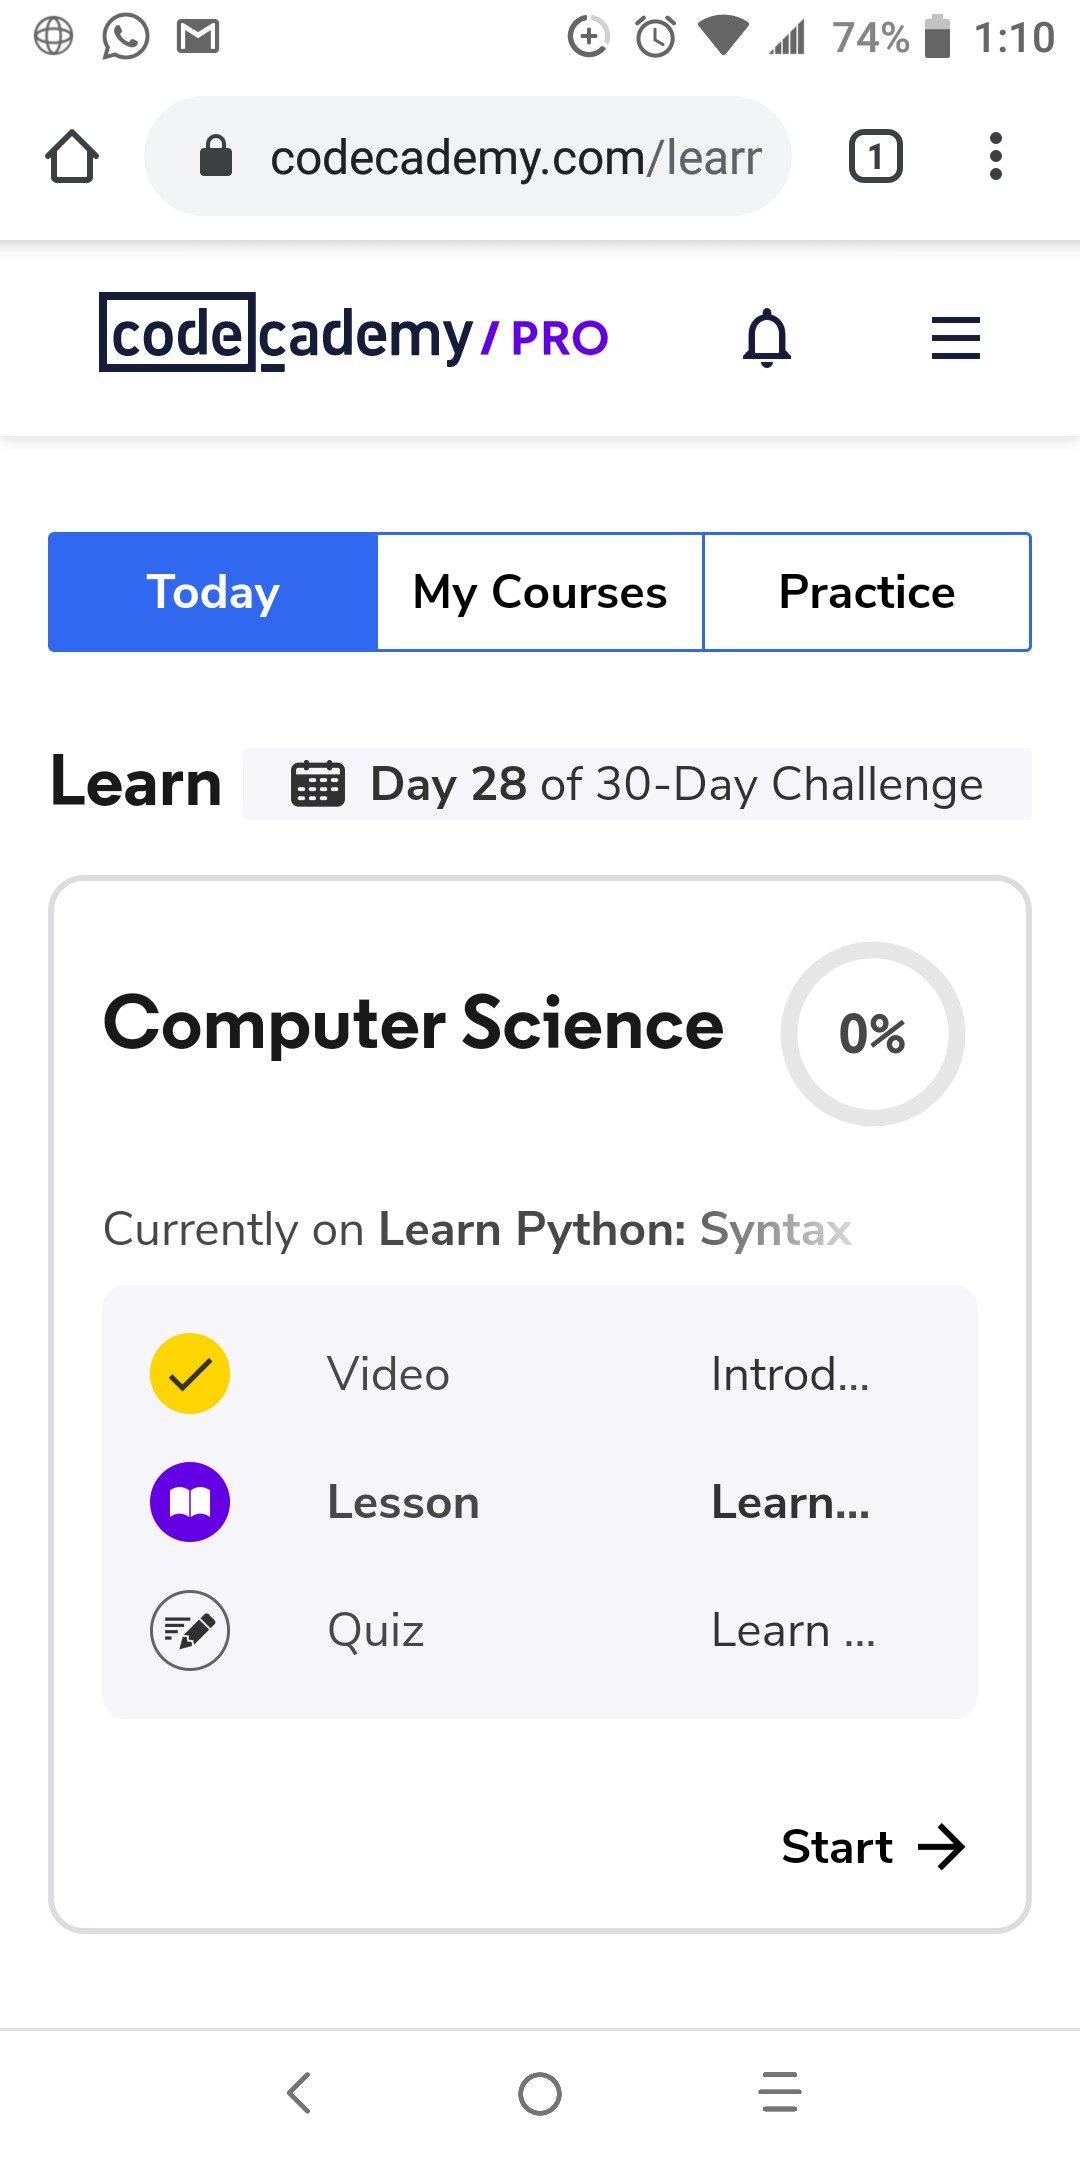 74% 1:10
codecademy.com/learr
1
codecademy / PRO
Today My Courses Practice
Learn Day 28 of 30-Day Challenge
Computer Science 0%
Currently on Learn Python: Syntax
Video Introd...
Lesson Learn...
Quiz Learn ...
Start